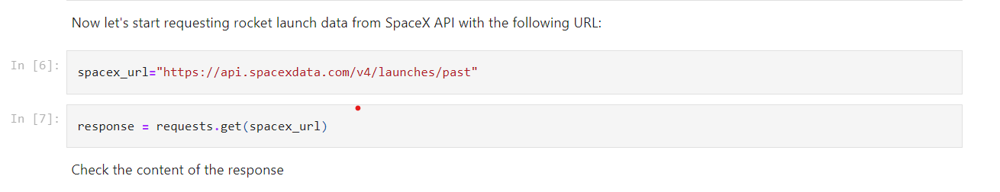 Now let's start requesting rocket launch data from SpaceX API with the following URL:
In [6]: spacex_url="https://api.spacexdata.com/v4/launches/past"
In [7]: response = requests.get(spacex_url)
Check the content of the response